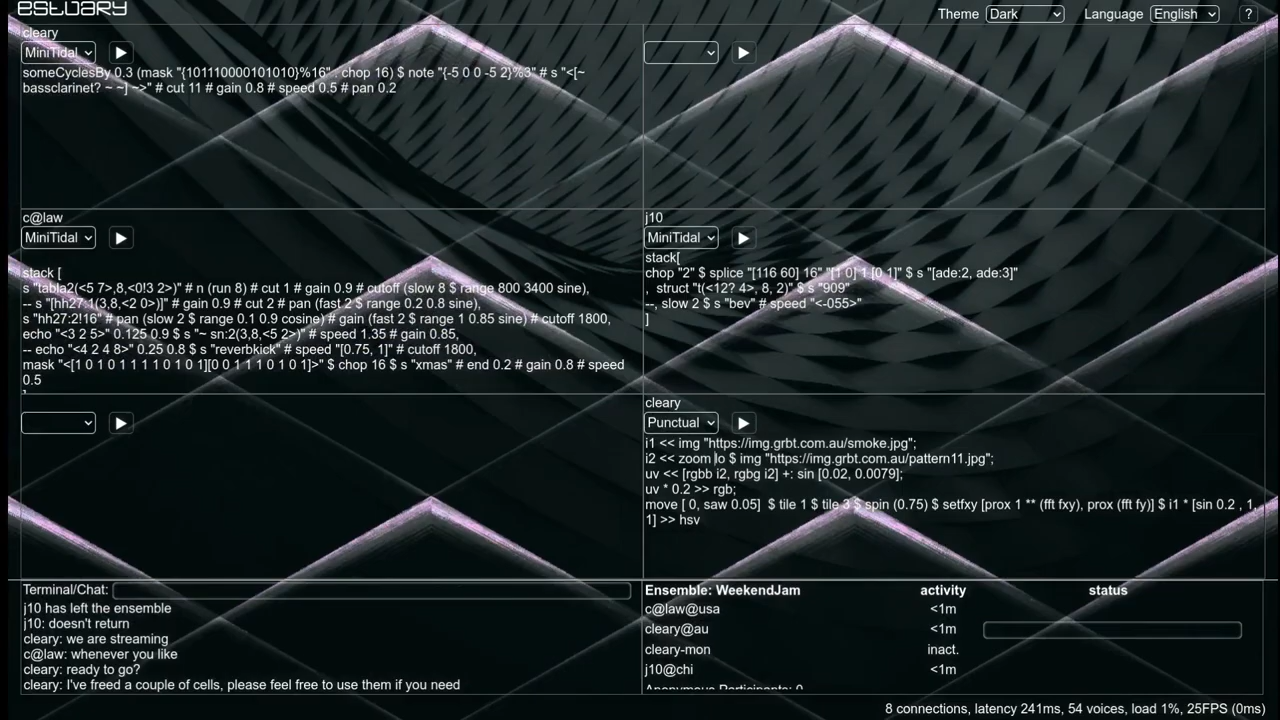 estuary
Theme Dark Language English ?
cleary
MiniTidal
someCyclesBy 0.3 (mask "{101110000101010}%16" . chop 16) $ note "{-5 0 0 -5 2}%3" # s "<[~
bassclarinet? ~ ~] ~>" # cut 11 # gain 0.8 # speed 0.5 # pan 0.2
c@law
MiniTidal
stack [
s "tabla2(<5 7>,8,<0!3 2>)" # n (run 8) # cut 1 # gain 0.9 # cutoff (slow 8 $ range 800 3400 sine),
-- s "[hh27:1(3,8,<2 0>)]" # gain 0.9 # cut 2 # pan (fast 2 $ range 0.2 0.8 sine),
s "hh27:2!16" # pan (slow 2 $ range 0.1 0.9 cosine) # gain (fast 2 $ range 1 0.85 sine) # cutoff 1800,
echo "<3 2 5>" 0.125 0.9 $ s "~ sn:2(3,8,<5 2>)" # speed 1.35 # gain 0.85,
-- echo "<4 2 4 8>" 0.25 0.8 $ s "reverbkick" # speed "[0.75, 1]" # cutoff 1800,
mask "<[1 0 1 0 1 1 1 1 0 1 0 1][0 0 1 1 1 0 1 0 1]>" $ chop 16 $ s "xmas" # end 0.2 # gain 0.8 # speed
0.5
j10
MiniTidal
stack[
chop "2" $ splice "[116 60] 16" "[1 0] 1 [0 1]" $ s "[ade:2, ade:3]"
, struct "t(<12? 4>, 8, 2)" $ s "909"
--, slow 2 $ s "bev" # speed "<-055>"
]
cleary
Punctual
i1 << img "https://img.grbt.com.au/smoke.jpg";
i2 << zoom lo $ img "https://img.grbt.com.au/pattern11.jpg";
uv << [rgbb i2, rgbg i2] +: sin [0.02, 0.0079];
uv * 0.2 >> rgb;
move [ 0, saw 0.05] $ tile 1 $ tile 3 $ spin (0.75) $ setfxy [prox 1 ** (fft fxy), prox (fft fy)] $ i1 * [sin 0.2 , 1,
1] >> hsv
Terminal/Chat:
j10 has left the ensemble
j10: doesn't return
cleary: we are streaming
c@law: whenever you like
cleary: ready to go?
cleary: I've freed a couple of cells, please feel free to use them if you need
Ensemble: WeekendJam activity status
c@law@usa <1m
cleary@au <1m
cleary-mon inact.
j10@chi <1m
Anonymous Participants: 0
8 connections, latency 241ms, 54 voices, load 1%, 25FPS (0ms)